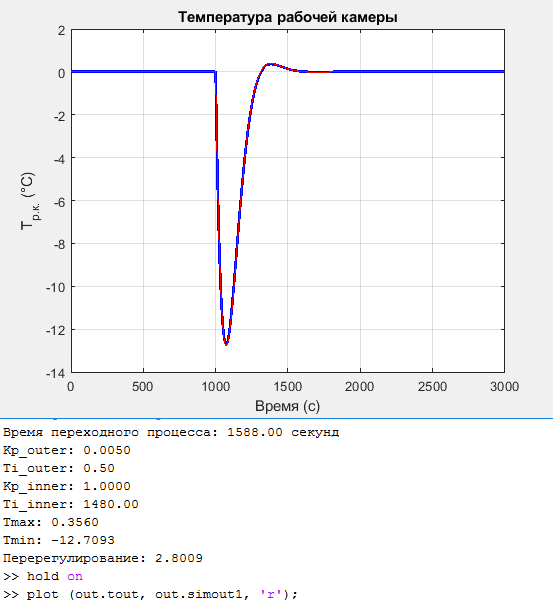 Температура рабочей камеры
2
0
-2
-4
-6
-8
-10
-12
-14
T р.к. (°C)
0 500 1000 1500 2000 2500 3000
Время (с)
Время переходного процесса: 1588.00 секунд
Kp_outer: 0.0050
Ti_outer: 0.50
Kp_inner: 1.0000
Ti_inner: 1480.00
Tmax: 0.3560
Tmin: -12.7093
Перерегулирование: 2.8009
>> hold on
>> plot (out.tout, out.simout1, 'r');